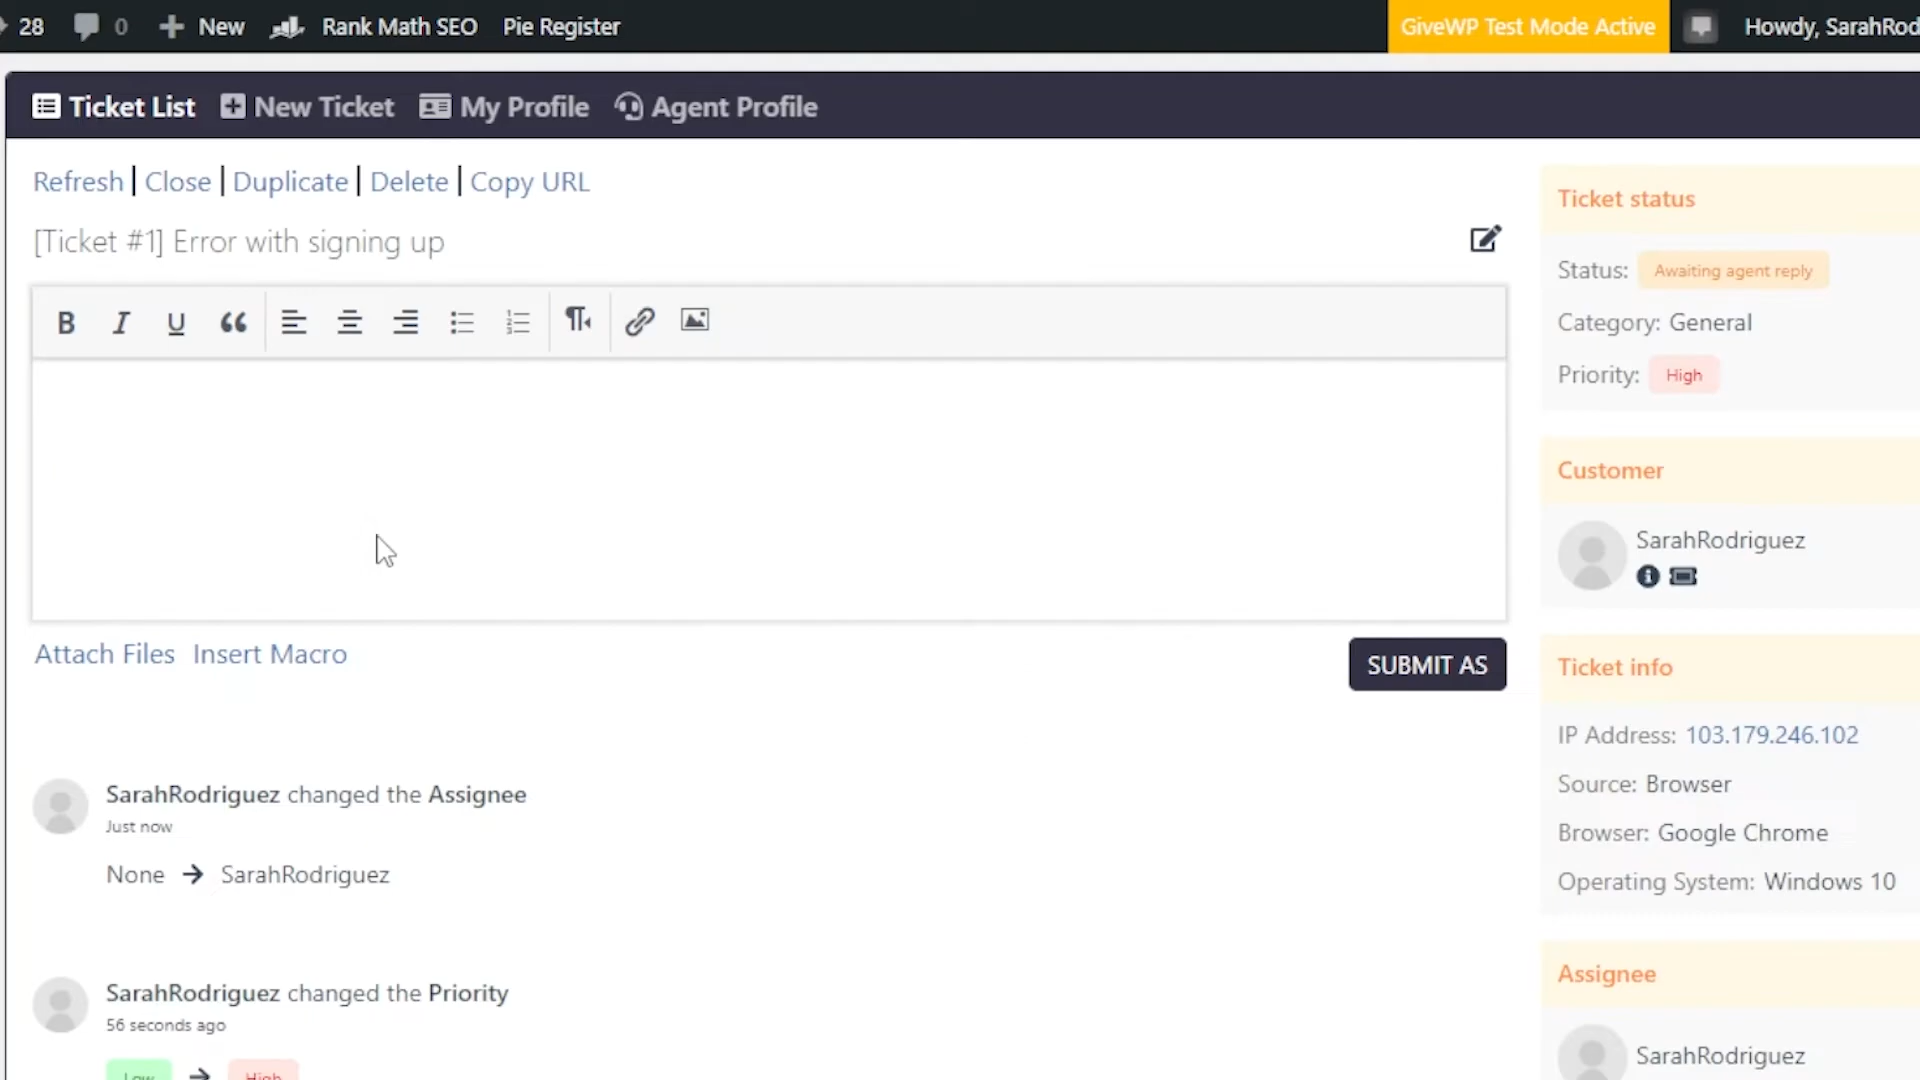 28 0 New Rank Math SEO Pie Register GiveWP Test Mode Active Howdy, SarahRod
Ticket List New Ticket My Profile Agent Profile
Refresh | Close | Duplicate | Delete | Copy URL
[Ticket #1] Error with signing up
B I U
Attach Files Insert Macro
SUBMIT AS
SarahRodriguez changed the Assignee
Just now
None → SarahRodriguez
SarahRodriguez changed the Priority
56 seconds ago
Low → High
Ticket status
Status: Awaiting agent reply
Category: General
Priority: High
Customer
SarahRodriguez
Ticket info
IP Address: 103.179.246.102
Source: Browser
Browser: Google Chrome
Operating System: Windows 10
Assignee
SarahRodriguez